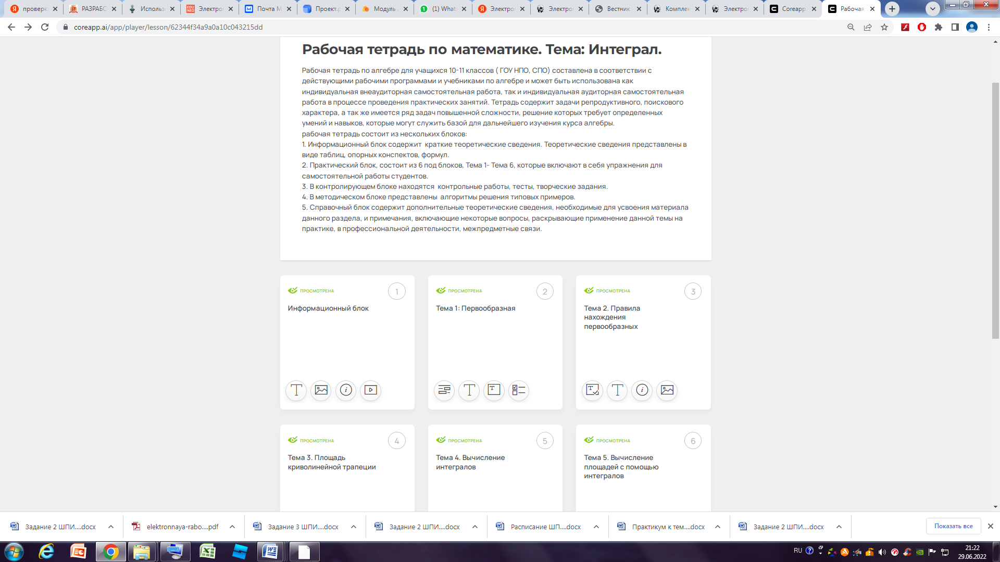 проверка
РАЗРАБО
Использ
Электрон
Почта M
Проект.р
Модуль
(1) Whats
Электрон
Электрон
Вестник
Комплек
Электрон
Coreapp.
Рабочая
coreapp.ai/app/player/lesson/62344f34a9a0a10c043215dd
Рабочая тетрадь по математике. Тема: Интеграл.
Рабочая тетрадь по алгебре для учащихся 10-11 классов ( ГОУ НПО, СПО) составлена в соответствии с
действующими рабочими программами и учебниками по алгебре и может быть использована как
индивидуальная внеаудиторная самостоятельная работа, так и индивидуальная аудиторная самостоятельная
работа в процессе проведения практических занятий. Тетрадь содержит задачи репродуктивного, поискового
характера, а так же имеется ряд задач повышенной сложности, решение которых требует определенных
умений и навыков, которые могут служить базой для дальнейшего изучения курса алгебры.
рабочая тетрадь состоит из нескольких блоков:
1. Информационный блок содержит краткие теоретические сведения. Теоретические сведения представлены в
виде таблиц, опорных конспектов, формул.
2. Практический блок, состоит из 6 под блоков, Тема 1- Тема 6, которые включают в себя упражнения для
самостоятельной работы студентов.
3. В контролирующем блоке находятся контрольные работы, тесты, творческие задания.
4. В методическом блоке представлены алгоритмы решения типовых примеров.
5. Справочный блок содержит дополнительные теоретические сведения, необходимые для усвоения материала
данного раздела, и примечания, включающие некоторые вопросы, раскрывающие применение данной темы на
практике, в профессиональной деятельности, межпредметные связи.
ПРОСМОТРЕНА
1
Информационный блок
ПРОСМОТРЕНА
2
Тема 1: Первообразная
ПРОСМОТРЕНА
3
Тема 2. Правила
нахождения
первообразных
ПРОСМОТРЕНА
4
Тема 3. Площадь
криволинейной трапеции
ПРОСМОТРЕНА
5
Тема 4. Вычисление
интегралов
ПРОСМОТРЕНА
6
Тема 5. Вычисление
площадей с помощью
интегралов
Задание 2 ШПИ....docx
elektronnaya-rabo....pdf
Задание 3 ШПИ....docx
Задание 2 ШПИ....docx
Расписание ШП....docx
Практикум к тем....docx
Задание 2 ШПИ....docx
Показать все
RU
21:22
29.06.2022